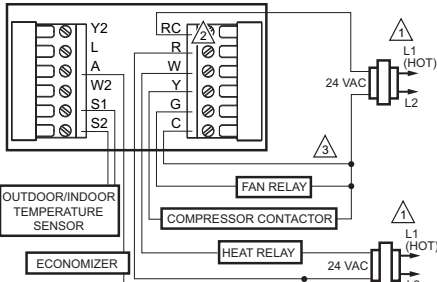 Y2
L
A
W2
S1
S2
RC
2
R
W
Y
G
C
1
L1
(HOT)
24 VAC
L2
3
OUTDOOR/INDOOR
TEMPERATURE
SENSOR
FAN RELAY
COMPRESSOR CONTACTOR
1
L1
(HOT)
HEAT RELAY
24 VAC
ECONOMIZER